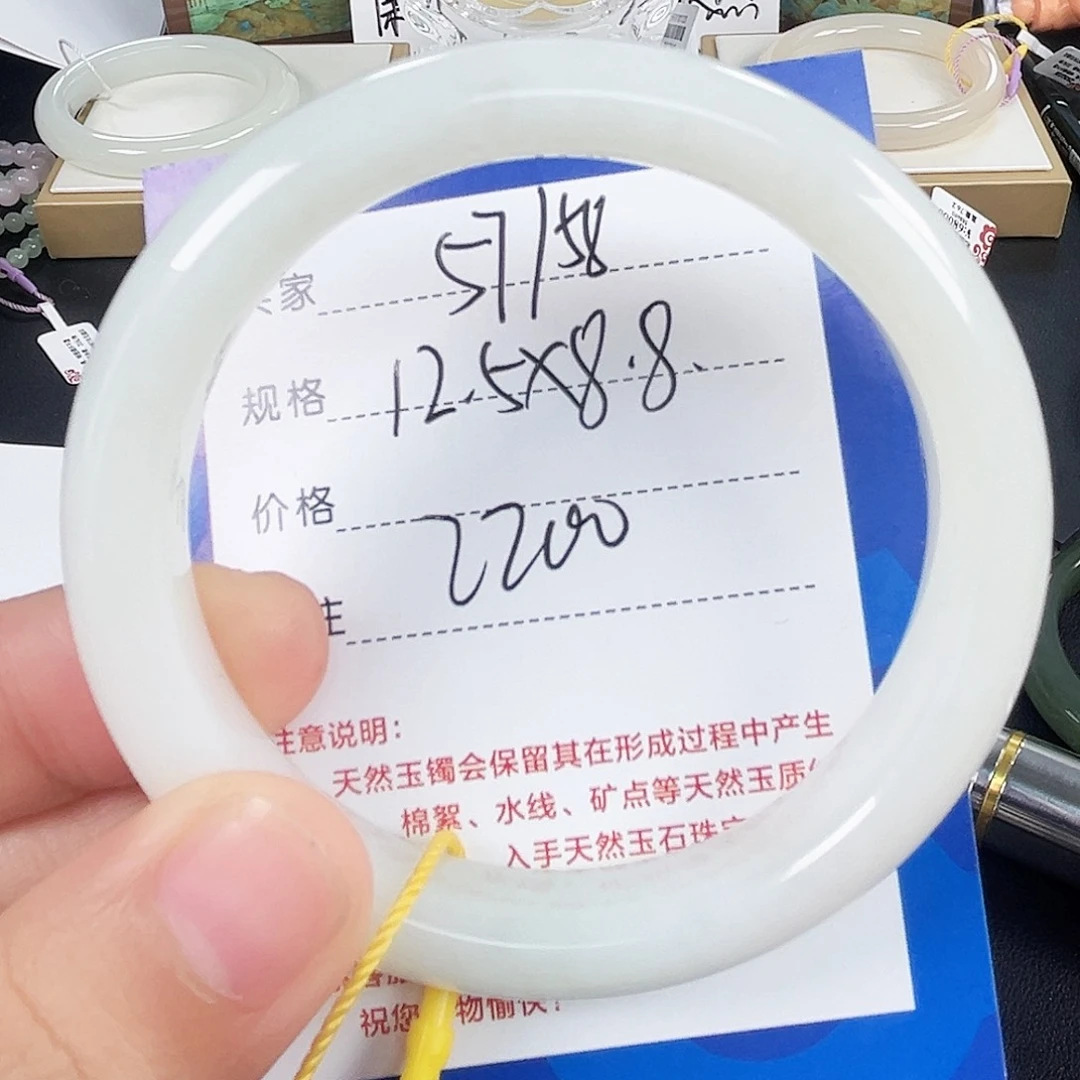 家 57/58
规格 12.5×8.8.
价格 2200
注意说明：
天然玉镯会保留其在形成过程中产生
棉絮、水线、矿点等天然玉质
入手天然玉石珠
祝您 物愉快！